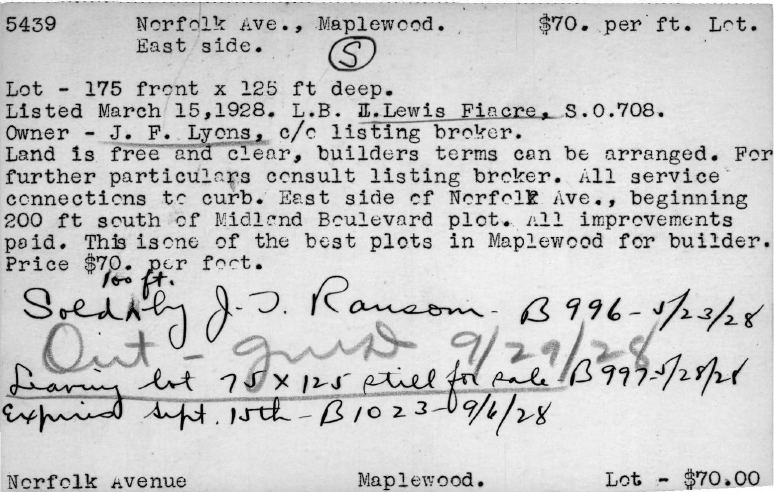 5439 Norfolk Ave., Maplewood. $70. per ft. Lot.
East side. S
Lot - 175 front x 125 ft deep.
Listed March 15,1928. L.B. H.Lewis Fiacre, S.O.708.
Owner - J. F. Lyons, c/o listing broker.
Land is free and clear, builders terms can be arranged. For
further particulars consult listing broker. All service
connections to curb. East side of Norfolk Ave., beginning
200 ft south of Midland Boulevard plot. All improvements
paid. This isone of the best plots in Maplewood for builder.
Price $70. per foot.
100 ft.
Sold by J. J. Ransom - B 996 - 5/23/28
Out - 9/29/28
Leaving lot 75 x 125 still for sale - B 997 - 5/28/28
Expires Sept. 15th - B 1023 - 9/6/28
Norfolk Avenue Maplewood. Lot - $70.00